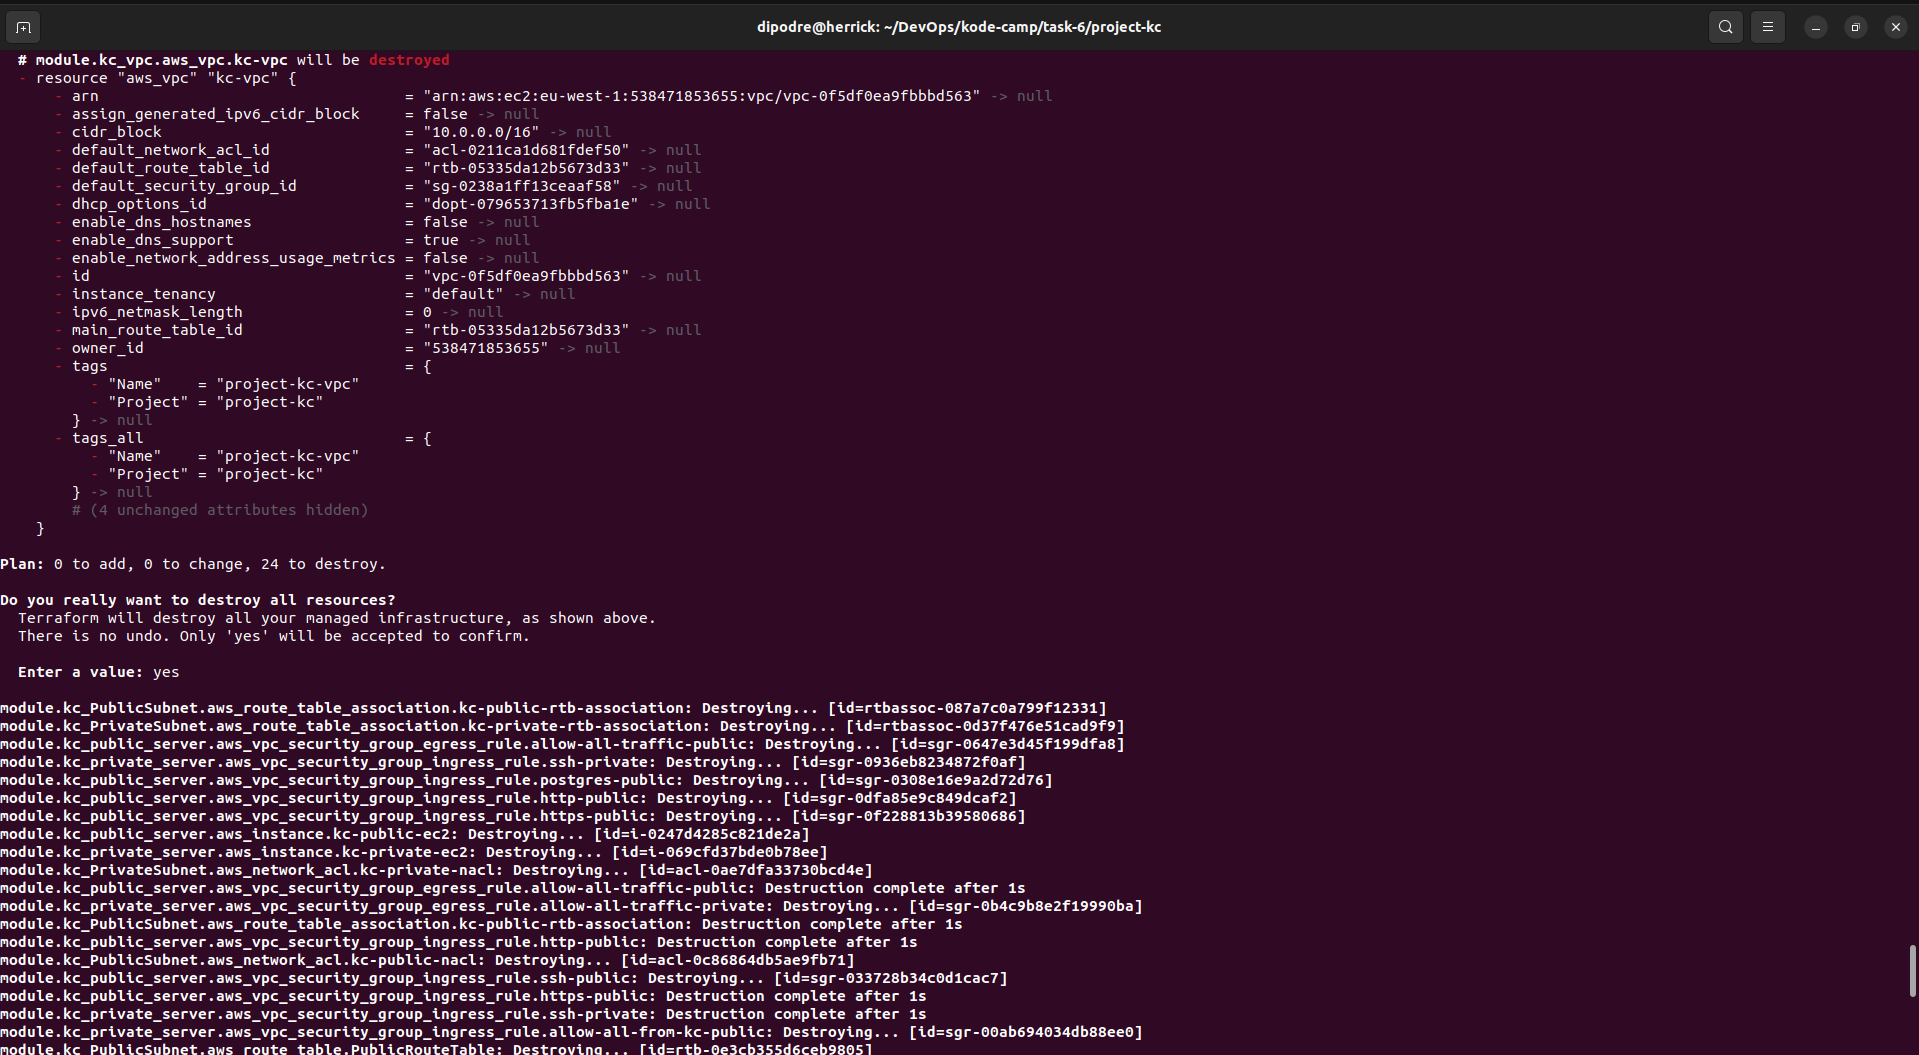 dipodre@herrick: ~/DevOps/kode-camp/task-6/project-kc
# module.kc_vpc.aws_vpc.kc-vpc will be destroyed
- resource "aws_vpc" "kc-vpc" {
- arn = "arn:aws:ec2:eu-west-1:538471853655:vpc/vpc-0f5df0ea9fbbbd563" -> null
- assign_generated_ipv6_cidr_block = false -> null
- cidr_block = "10.0.0.0/16" -> null
- default_network_acl_id = "acl-0211ca1d681fdef50" -> null
- default_route_table_id = "rtb-05335da12b5673d33" -> null
- default_security_group_id = "sg-0238a1ff13ceaaf58" -> null
- dhcp_options_id = "dopt-079653713fb5fba1e" -> null
- enable_dns_hostnames = false -> null
- enable_dns_support = true -> null
- enable_network_address_usage_metrics = false -> null
- id = "vpc-0f5df0ea9fbbbd563" -> null
- instance_tenancy = "default" -> null
- ipv6_netmask_length = 0 -> null
- main_route_table_id = "rtb-05335da12b5673d33" -> null
- owner_id = "538471853655" -> null
- tags = {
- "Name" = "project-kc-vpc"
- "Project" = "project-kc"
} -> null
- tags_all = {
- "Name" = "project-kc-vpc"
- "Project" = "project-kc"
} -> null
# (4 unchanged attributes hidden)
}
Plan: 0 to add, 0 to change, 24 to destroy.
Do you really want to destroy all resources?
Terraform will destroy all your managed infrastructure, as shown above.
There is no undo. Only 'yes' will be accepted to confirm.
Enter a value: yes
module.kc_PublicSubnet.aws_route_table_association.kc-public-rtb-association: Destroying... [id=rtbassoc-087a7c0a799f12331]
module.kc_PrivateSubnet.aws_route_table_association.kc-private-rtb-association: Destroying... [id=rtbassoc-0d37f476e51cad9f9]
module.kc_public_server.aws_vpc_security_group_egress_rule.allow-all-traffic-public: Destroying... [id=sgr-0647e3d45f199dfa8]
module.kc_private_server.aws_vpc_security_group_ingress_rule.ssh-private: Destroying... [id=sgr-0936eb8234872f0af]
module.kc_public_server.aws_vpc_security_group_ingress_rule.postgres-public: Destroying... [id=sgr-0308e16e9a2d72d76]
module.kc_public_server.aws_vpc_security_group_ingress_rule.http-public: Destroying... [id=sgr-0dfa85e9c849dcaf2]
module.kc_public_server.aws_vpc_security_group_ingress_rule.https-public: Destroying... [id=sgr-0f228813b39580686]
module.kc_public_server.aws_instance.kc-public-ec2: Destroying... [id=i-0247d4285c821de2a]
module.kc_private_server.aws_instance.kc-private-ec2: Destroying... [id=i-069cfd37bde0b78ee]
module.kc_PrivateSubnet.aws_network_acl.kc-private-nacl: Destroying... [id=acl-0ae7dfa33730bcd4e]
module.kc_public_server.aws_vpc_security_group_egress_rule.allow-all-traffic-public: Destruction complete after 1s
module.kc_private_server.aws_vpc_security_group_egress_rule.allow-all-traffic-private: Destroying... [id=sgr-0b4c9b8e2f19990ba]
module.kc_PublicSubnet.aws_route_table_association.kc-public-rtb-association: Destruction complete after 1s
module.kc_public_server.aws_vpc_security_group_ingress_rule.http-public: Destruction complete after 1s
module.kc_PublicSubnet.aws_network_acl.kc-public-nacl: Destroying... [id=acl-0c86864db5ae9fb71]
module.kc_public_server.aws_vpc_security_group_ingress_rule.ssh-public: Destroying... [id=sgr-033728b34c0d1cac7]
module.kc_public_server.aws_vpc_security_group_ingress_rule.https-public: Destruction complete after 1s
module.kc_private_server.aws_vpc_security_group_ingress_rule.ssh-private: Destruction complete after 1s
module.kc_private_server.aws_vpc_security_group_ingress_rule.allow-all-from-kc-public: Destroying... [id=sgr-00ab694034db88ee0]
module.kc_PublicSubnet.aws_route_table.PublicRouteTable: Destroying... [id=rtb-0e3cb355d6ceb9805]